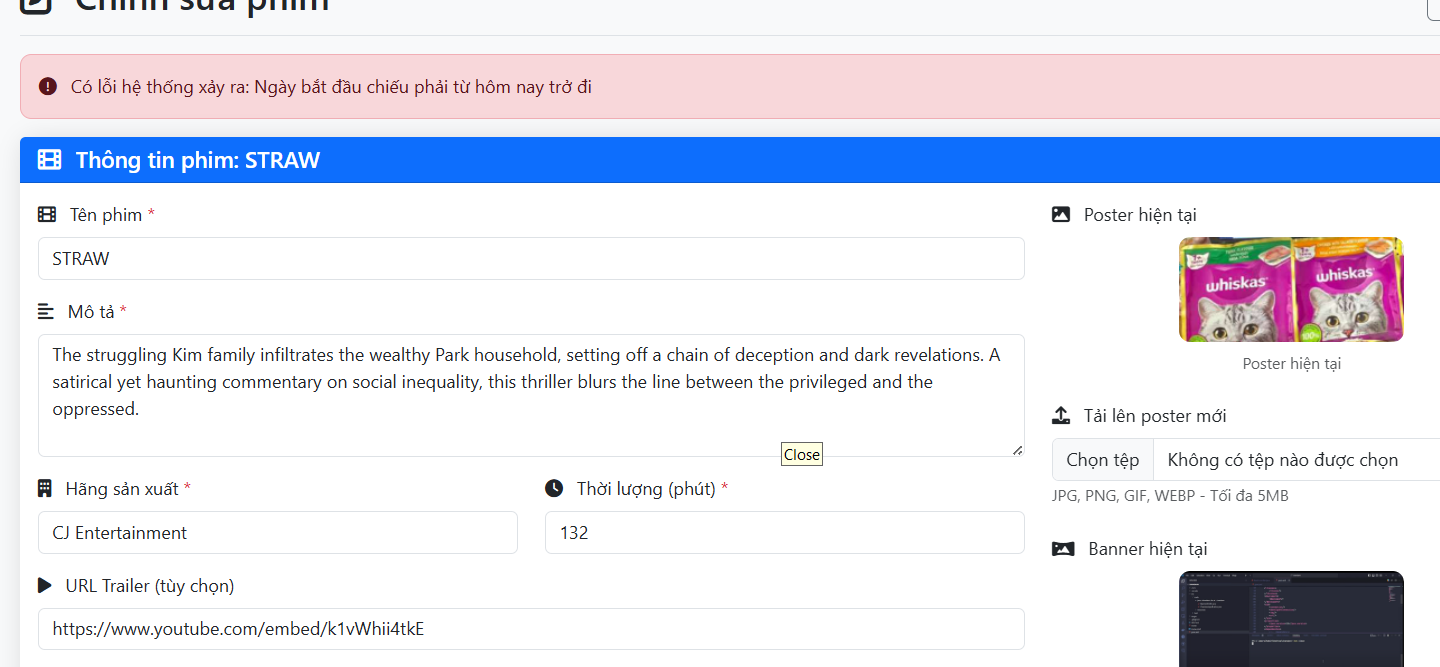 Chỉnh sửa phim
Có lỗi hệ thống xảy ra: Ngày bắt đầu chiếu phải từ hôm nay trở đi
Thông tin phim: STRAW
Tên phim *
STRAW
Mô tả *
The struggling Kim family infiltrates the wealthy Park household, setting off a chain of deception and dark revelations. A
satirical yet haunting commentary on social inequality, this thriller blurs the line between the privileged and the
oppressed.
Close
Hãng sản xuất *
CJ Entertainment
Thời lượng (phút) *
132
URL Trailer (tùy chọn)
https://www.youtube.com/embed/k1vWhii4tkE
Poster hiện tại
whiskas
whiskas
Poster hiện tại
Tải lên poster mới
Chọn tệp
Không có tệp nào được chọn
JPG, PNG, GIF, WEBP - Tối đa 5MB
Banner hiện tại